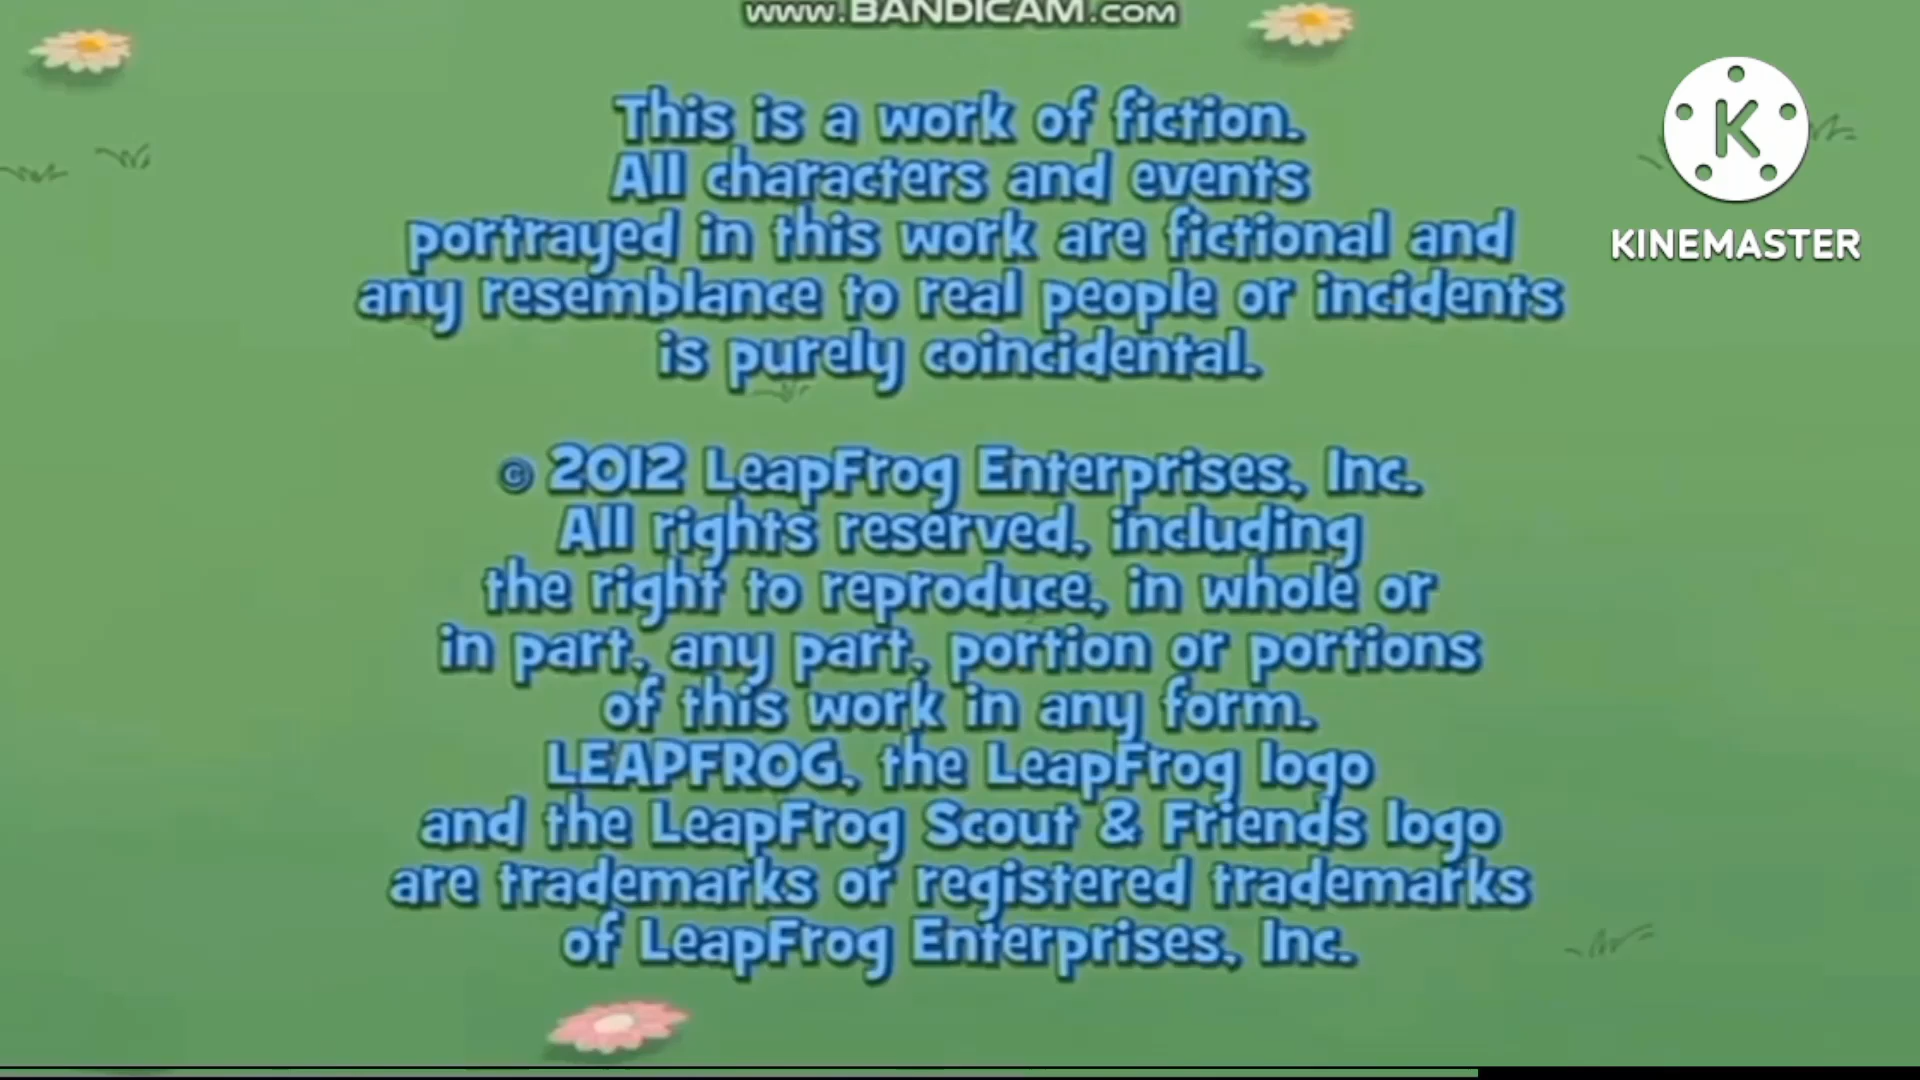 www.BANDICAM.com
This is a work of fiction.
All characters and events
portrayed in this work are fictional and
any resemblance to real people or incidents
is purely coincidental.
K
KINEMASTER
© 2012 LeapFrog Enterprises, Inc.
All rights reserved, including
the right to reproduce, in whole or
in part, any part, portion or portions
of this work in any form.
LEAPFROG, the LeapFrog logo
and the LeapFrog Scout & Friends logo
are trademarks or registered trademarks
of LeapFrog Enterprises, Inc.